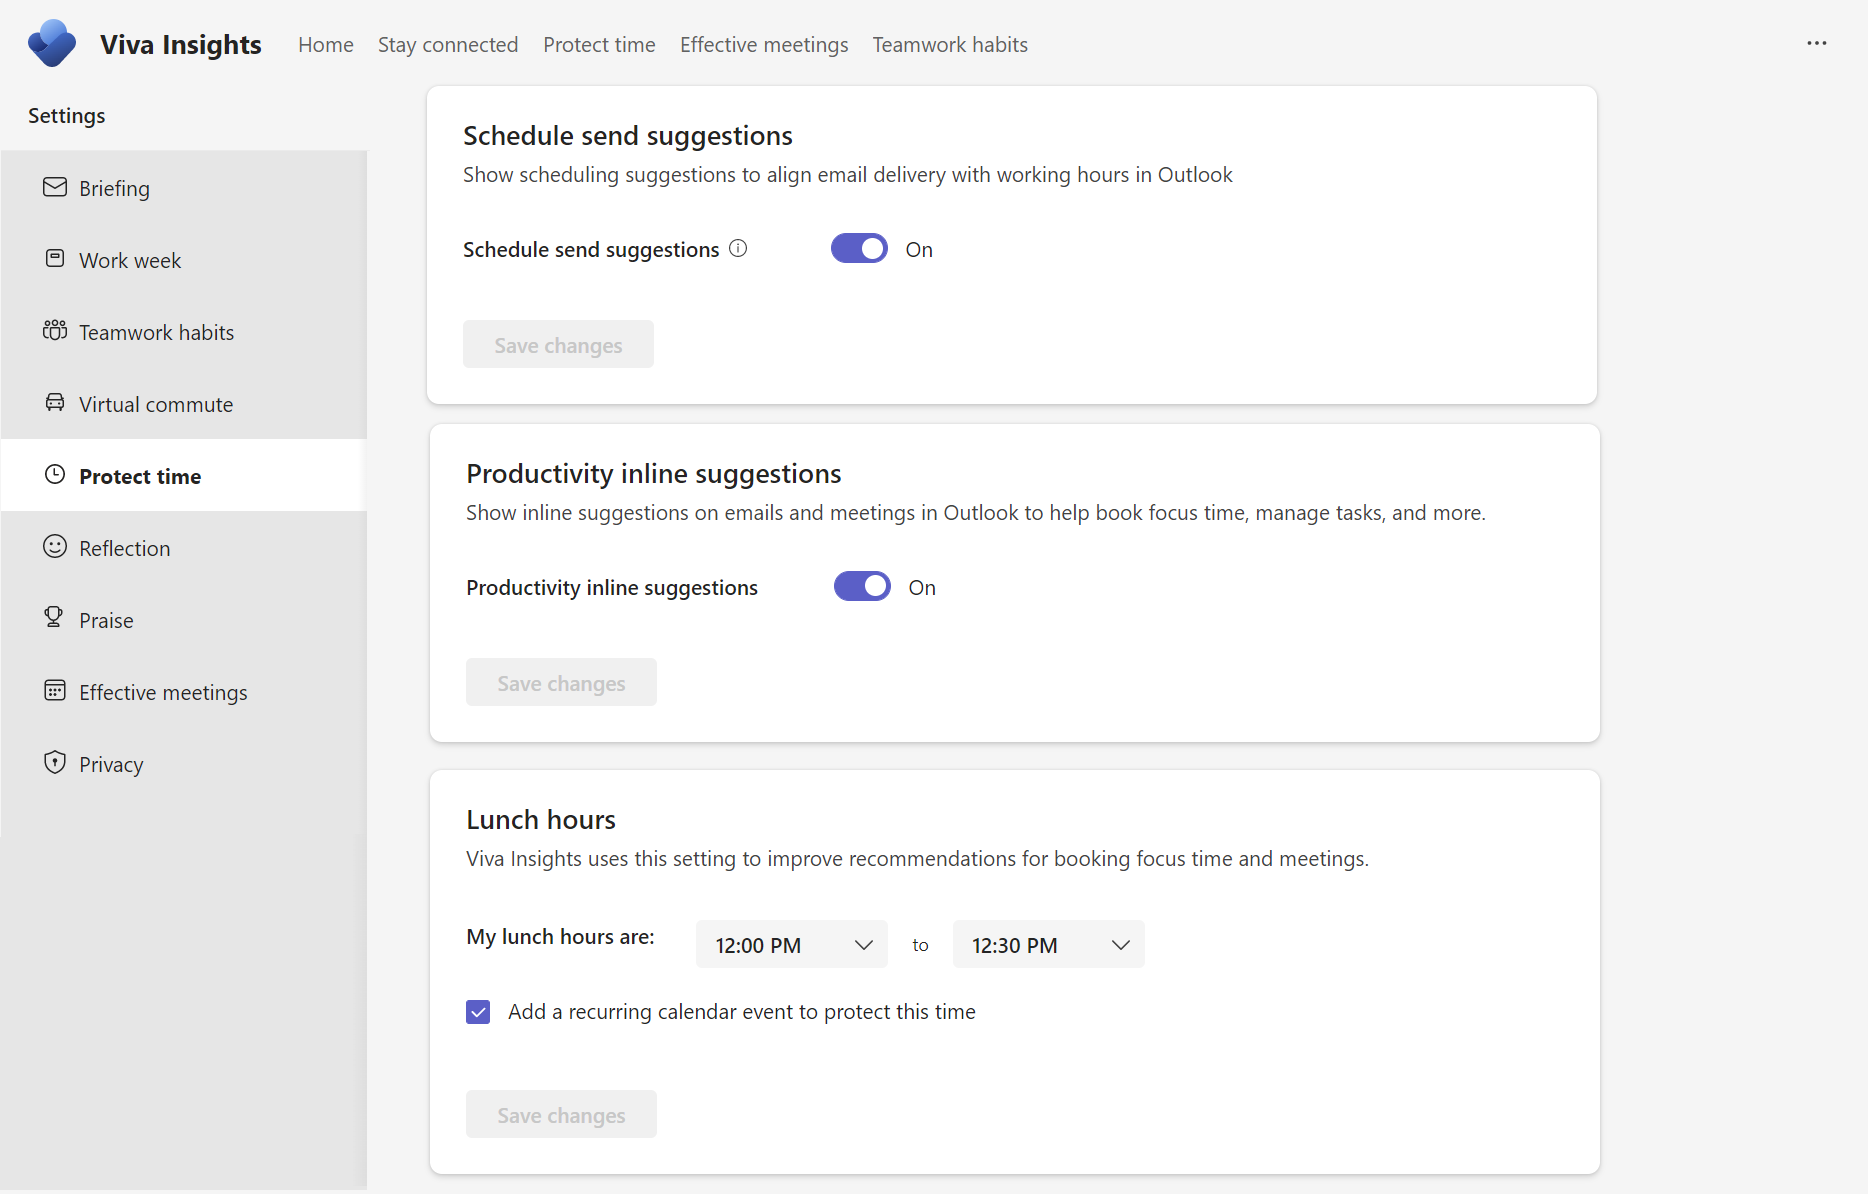 Viva Insights
Home
Stay connected
Protect time
Effective meetings
Teamwork habits
Settings
Briefing
Work week
Teamwork habits
Virtual commute
Protect time
Reflection
Praise
Effective meetings
Privacy
Schedule send suggestions
Show scheduling suggestions to align email delivery with working hours in Outlook
Schedule send suggestions
On
Save changes
Productivity inline suggestions
Show inline suggestions on emails and meetings in Outlook to help book focus time, manage tasks, and more.
Productivity inline suggestions
On
Save changes
Lunch hours
Viva Insights uses this setting to improve recommendations for booking focus time and meetings.
My lunch hours are:
12:00 PM
to
12:30 PM
Add a recurring calendar event to protect this time
Save changes